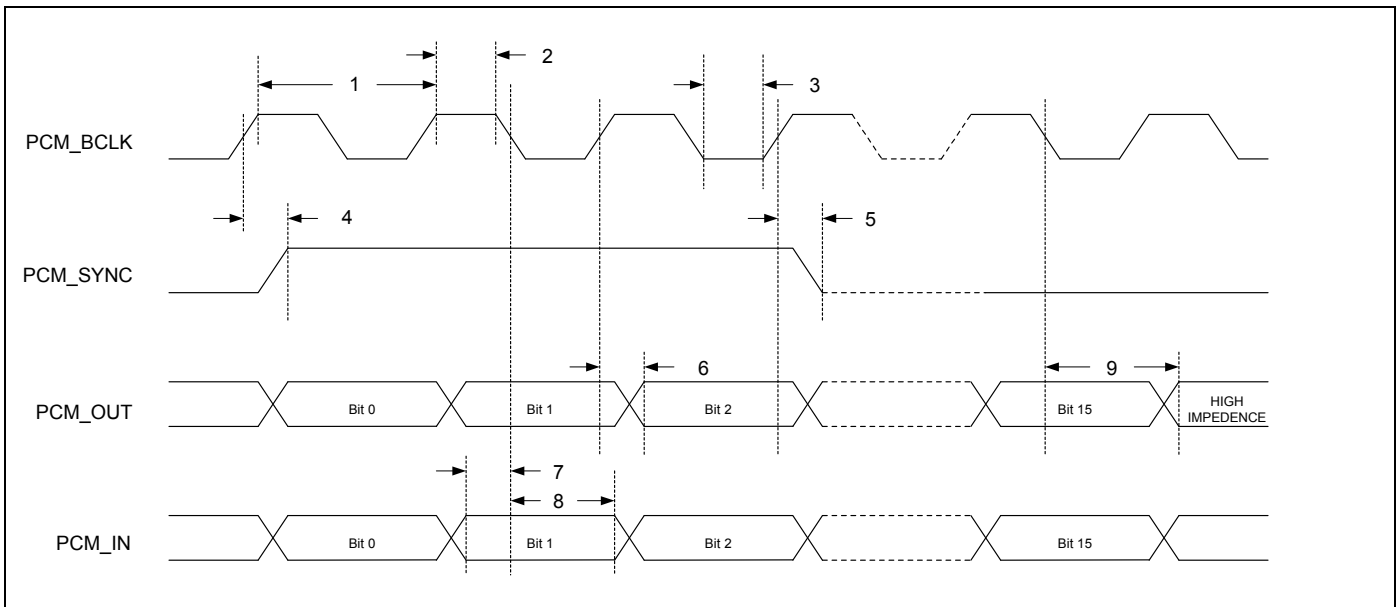 2
1
3
PCM_BCLK
4
5
PCM_SYNC
6
9
PCM_OUT
Bit 0
Bit 1
Bit 2
Bit 15
HIGH
IMPEDENCE
7
8
PCM_IN
Bit 0
Bit 1
Bit 2
Bit 15